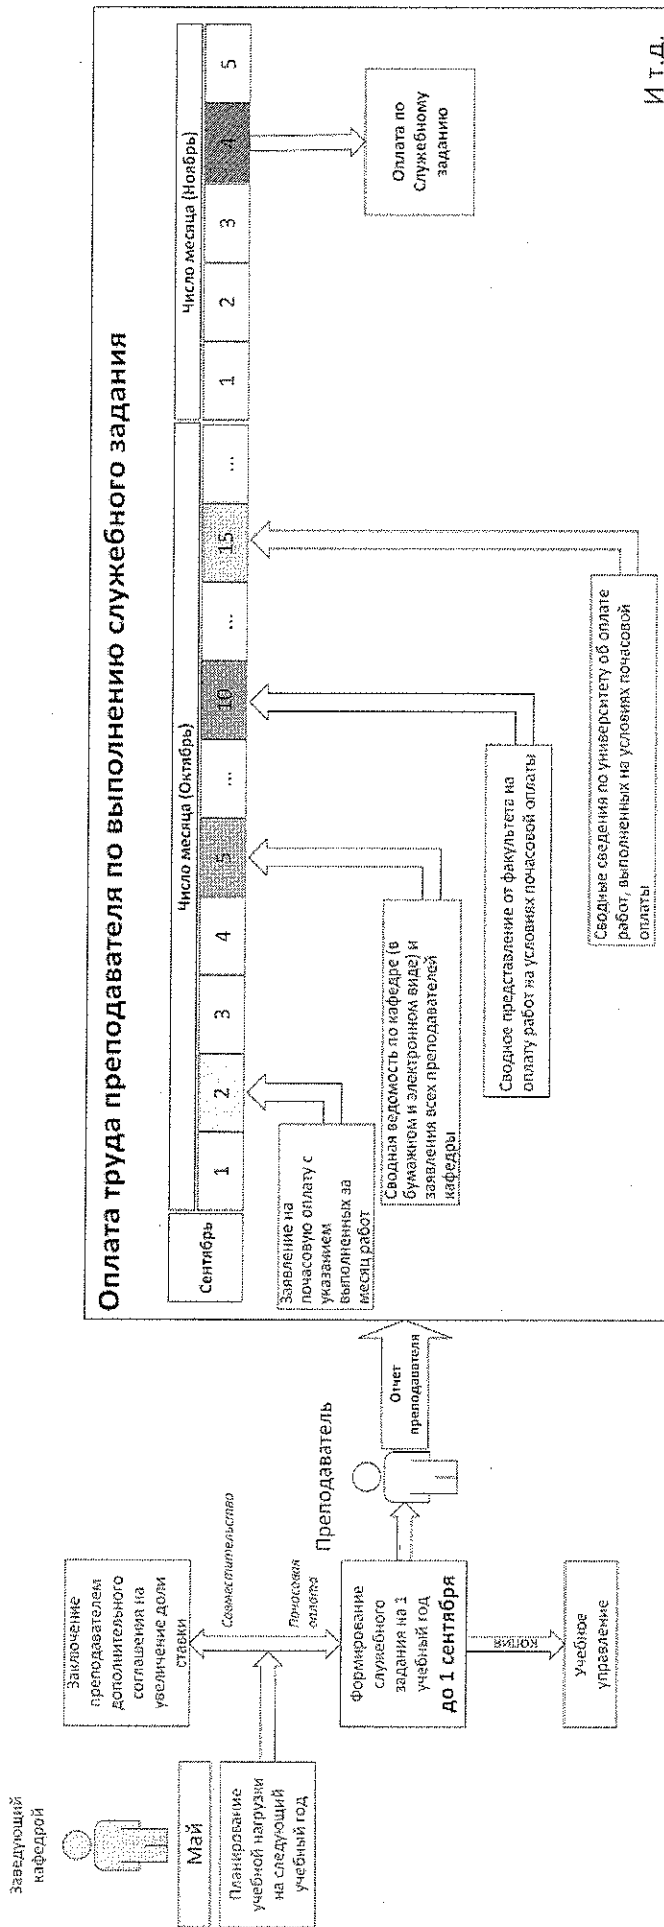 Заведующий
кафедрой
Май
Планирование
учебной нагрузки
на следующий
учебный год
Заключение
преподавателем
дополнительного
соглашения на
увеличение доли
ставки
Совместительство
Почасовая
оплата
Формирование
служебного
задания на 1
учебный год
до 1 сентября
копия
Учебное
управление
Преподаватель
Отчет
преподавателя
Оплата труда преподавателя по выполнению служебного задания
Сентябрь
Число месяца (Октябрь)
Число месяца (Ноябрь)
1 2 3 4 5 ... 10 ... 15 ... 1 2 3 4 5
Заявление на
почасовую оплату с
указанием
выполненных за
месяц работ
Сводная ведомость по кафедре (в
бумажном и электронном виде) и
заявления всех преподавателей
кафедры
Сводное представление от факультета на
оплату работ на условиях почасовой оплаты
Сводные сведения по университету об оплате
работ, выполненных на условиях почасовой
оплаты
Оплата по
Служебному
заданию
И т.д.